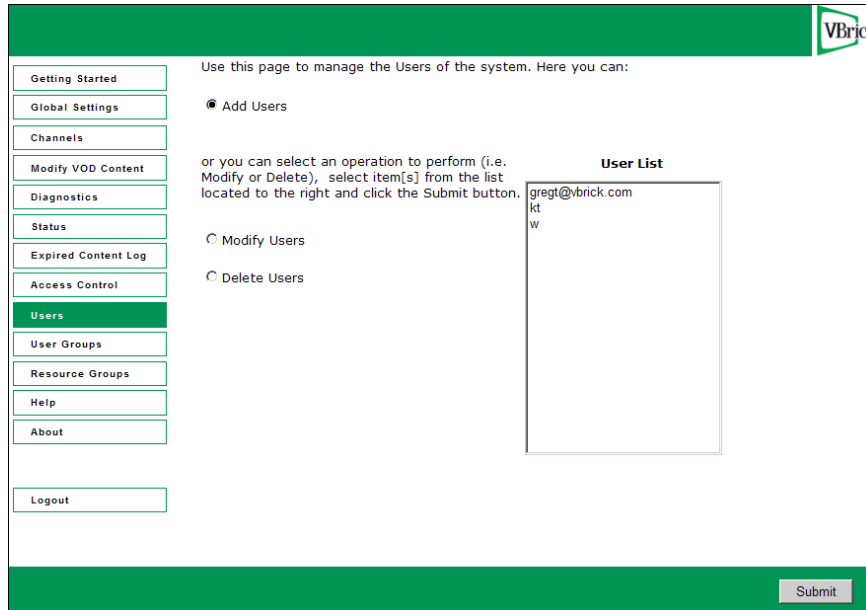 VBric
Getting Started
Global Settings
Channels
Modify VOD Content
Diagnostics
Status
Expired Content Log
Access Control
Users
User Groups
Resource Groups
Help
About
Logout
Use this page to manage the Users of the system. Here you can:
Add Users
or you can select an operation to perform (i.e.
Modify or Delete), select item[s] from the list
located to the right and click the Submit button.
Modify Users
Delete Users
User List
gregt@vbrick.com
kt
w
Submit